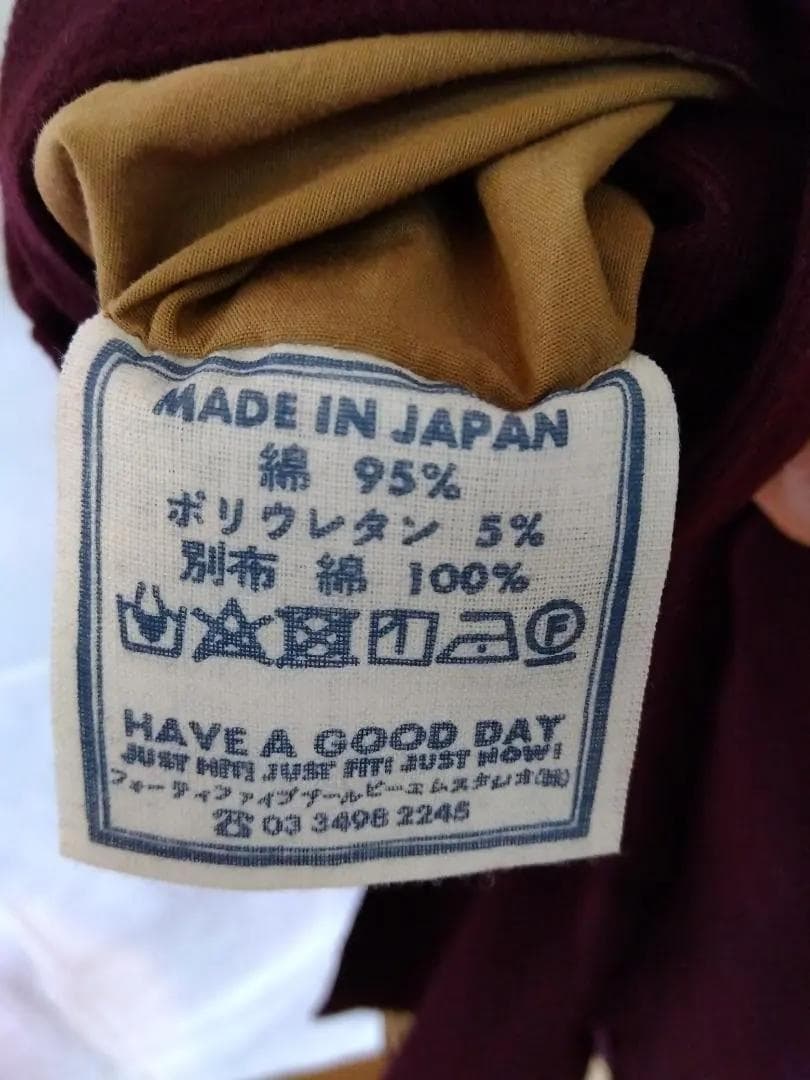 MADE IN JAPAN
綿 95%
ポリウレタン 5%
別布 綿 100%
F
HAVE A GOOD DAY
JUST HIT! JUST FIT! JUST NOW!
フォーティファイブアールピーエムスタジオ(株)
☎ 03 3498 2245